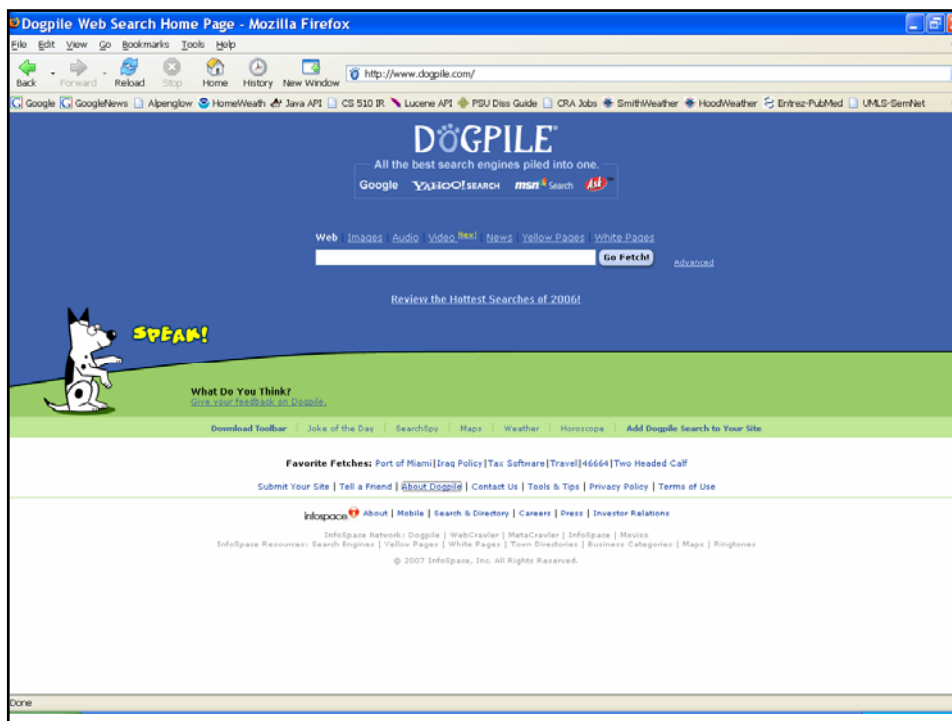 Dogpile Web Search Home Page - Mozilla Firefox
File Edit View Go Bookmarks Tools Help
Back Forward Reload Stop Home History New Window http://www.dogpile.com/
Google GoogleNews Alpenglow HomeWeath Java API CS 510 IR Lucene API PSU Diss Guide CRA Jobs SmithWeather HoodWeather Entrez-PubMed UMLS-SemNet
DOGPILE
All the best search engines piled into one.
Google YAHOO! SEARCH msn Search Ask
Web | Images | Audio | Video New! | News | Yellow Pages | White Pages
Go Fetch! Advanced
Review the Hottest Searches of 2006!
SPEAK!
What Do You Think?
Give your feedback on Dogpile.
Download Toolbar | Joke of the Day | SearchSpy | Maps | Weather | Horoscope | Add Dogpile Search to Your Site
Favorite Fetches: Port of Miami|Iraq Policy|Tax Software|Travel|46664|Two Headed Calf
Submit Your Site | Tell a Friend | About Dogpile | Contact Us | Tools & Tips | Privacy Policy | Terms of Use
infospace About | Mobile | Search & Directory | Careers | Press | Investor Relations
InfoSpace Network: Dogpile | WebCrawler | MetaCrawler | InfoSpace | Moviso
InfoSpace Resources: Search Engines | Yellow Pages | White Pages | Town Directories | Business Categories | Maps | Ringtones
© 2007 InfoSpace, Inc. All Rights Reserved.
Done